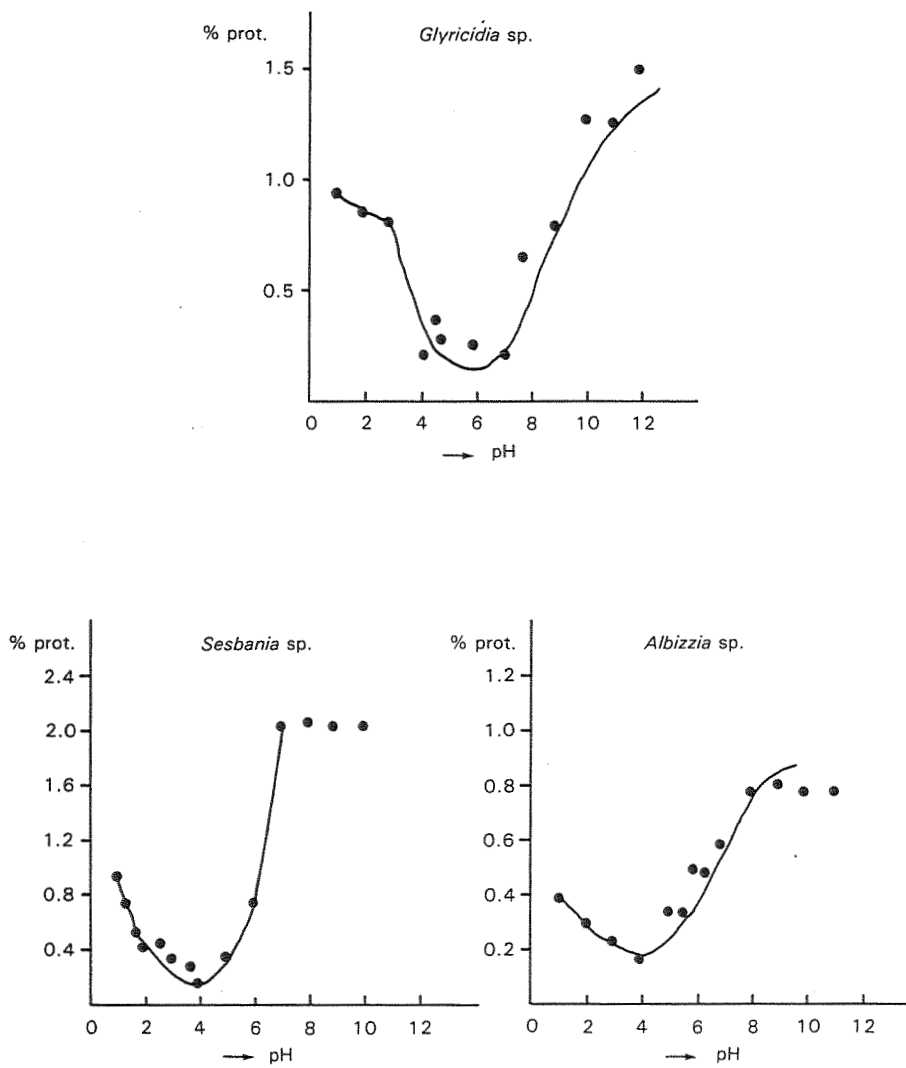 % prot.
Glyricidia sp.
1.5
1.0
0.5
0 2 4 6 8 10 12
→ pH
% prot.
Sesbania sp.
2.4
2.0
1.6
1.2
0.8
0.4
0 2 4 6 8 10 12
→ pH
% prot.
Albizzia sp.
1.2
1.0
0.8
0.6
0.4
0.2
0 2 4 6 8 10 12
→ pH